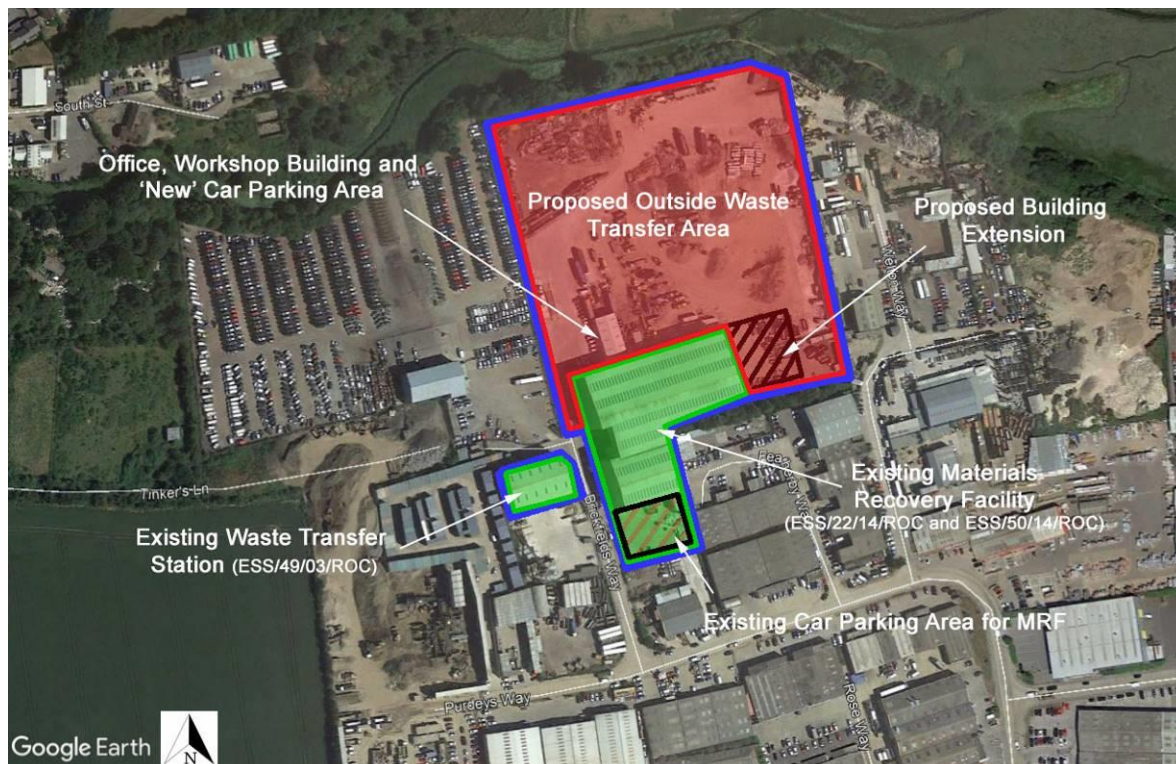 South St
Office, Workshop Building and
‘New’ Car Parking Area
Proposed Outside Waste
Transfer Area
Proposed Building
Extension
Tinker's Ln
Existing Waste Transfer
Station (ESS/49/03/ROC)
Brickfields Way
Existing Materials
Recovery Facility
(ESS/22/14/ROC and ESS/50/14/ROC)
Existing Car Parking Area for MRF
Purdeys Way
Rose Way
Google Earth
N